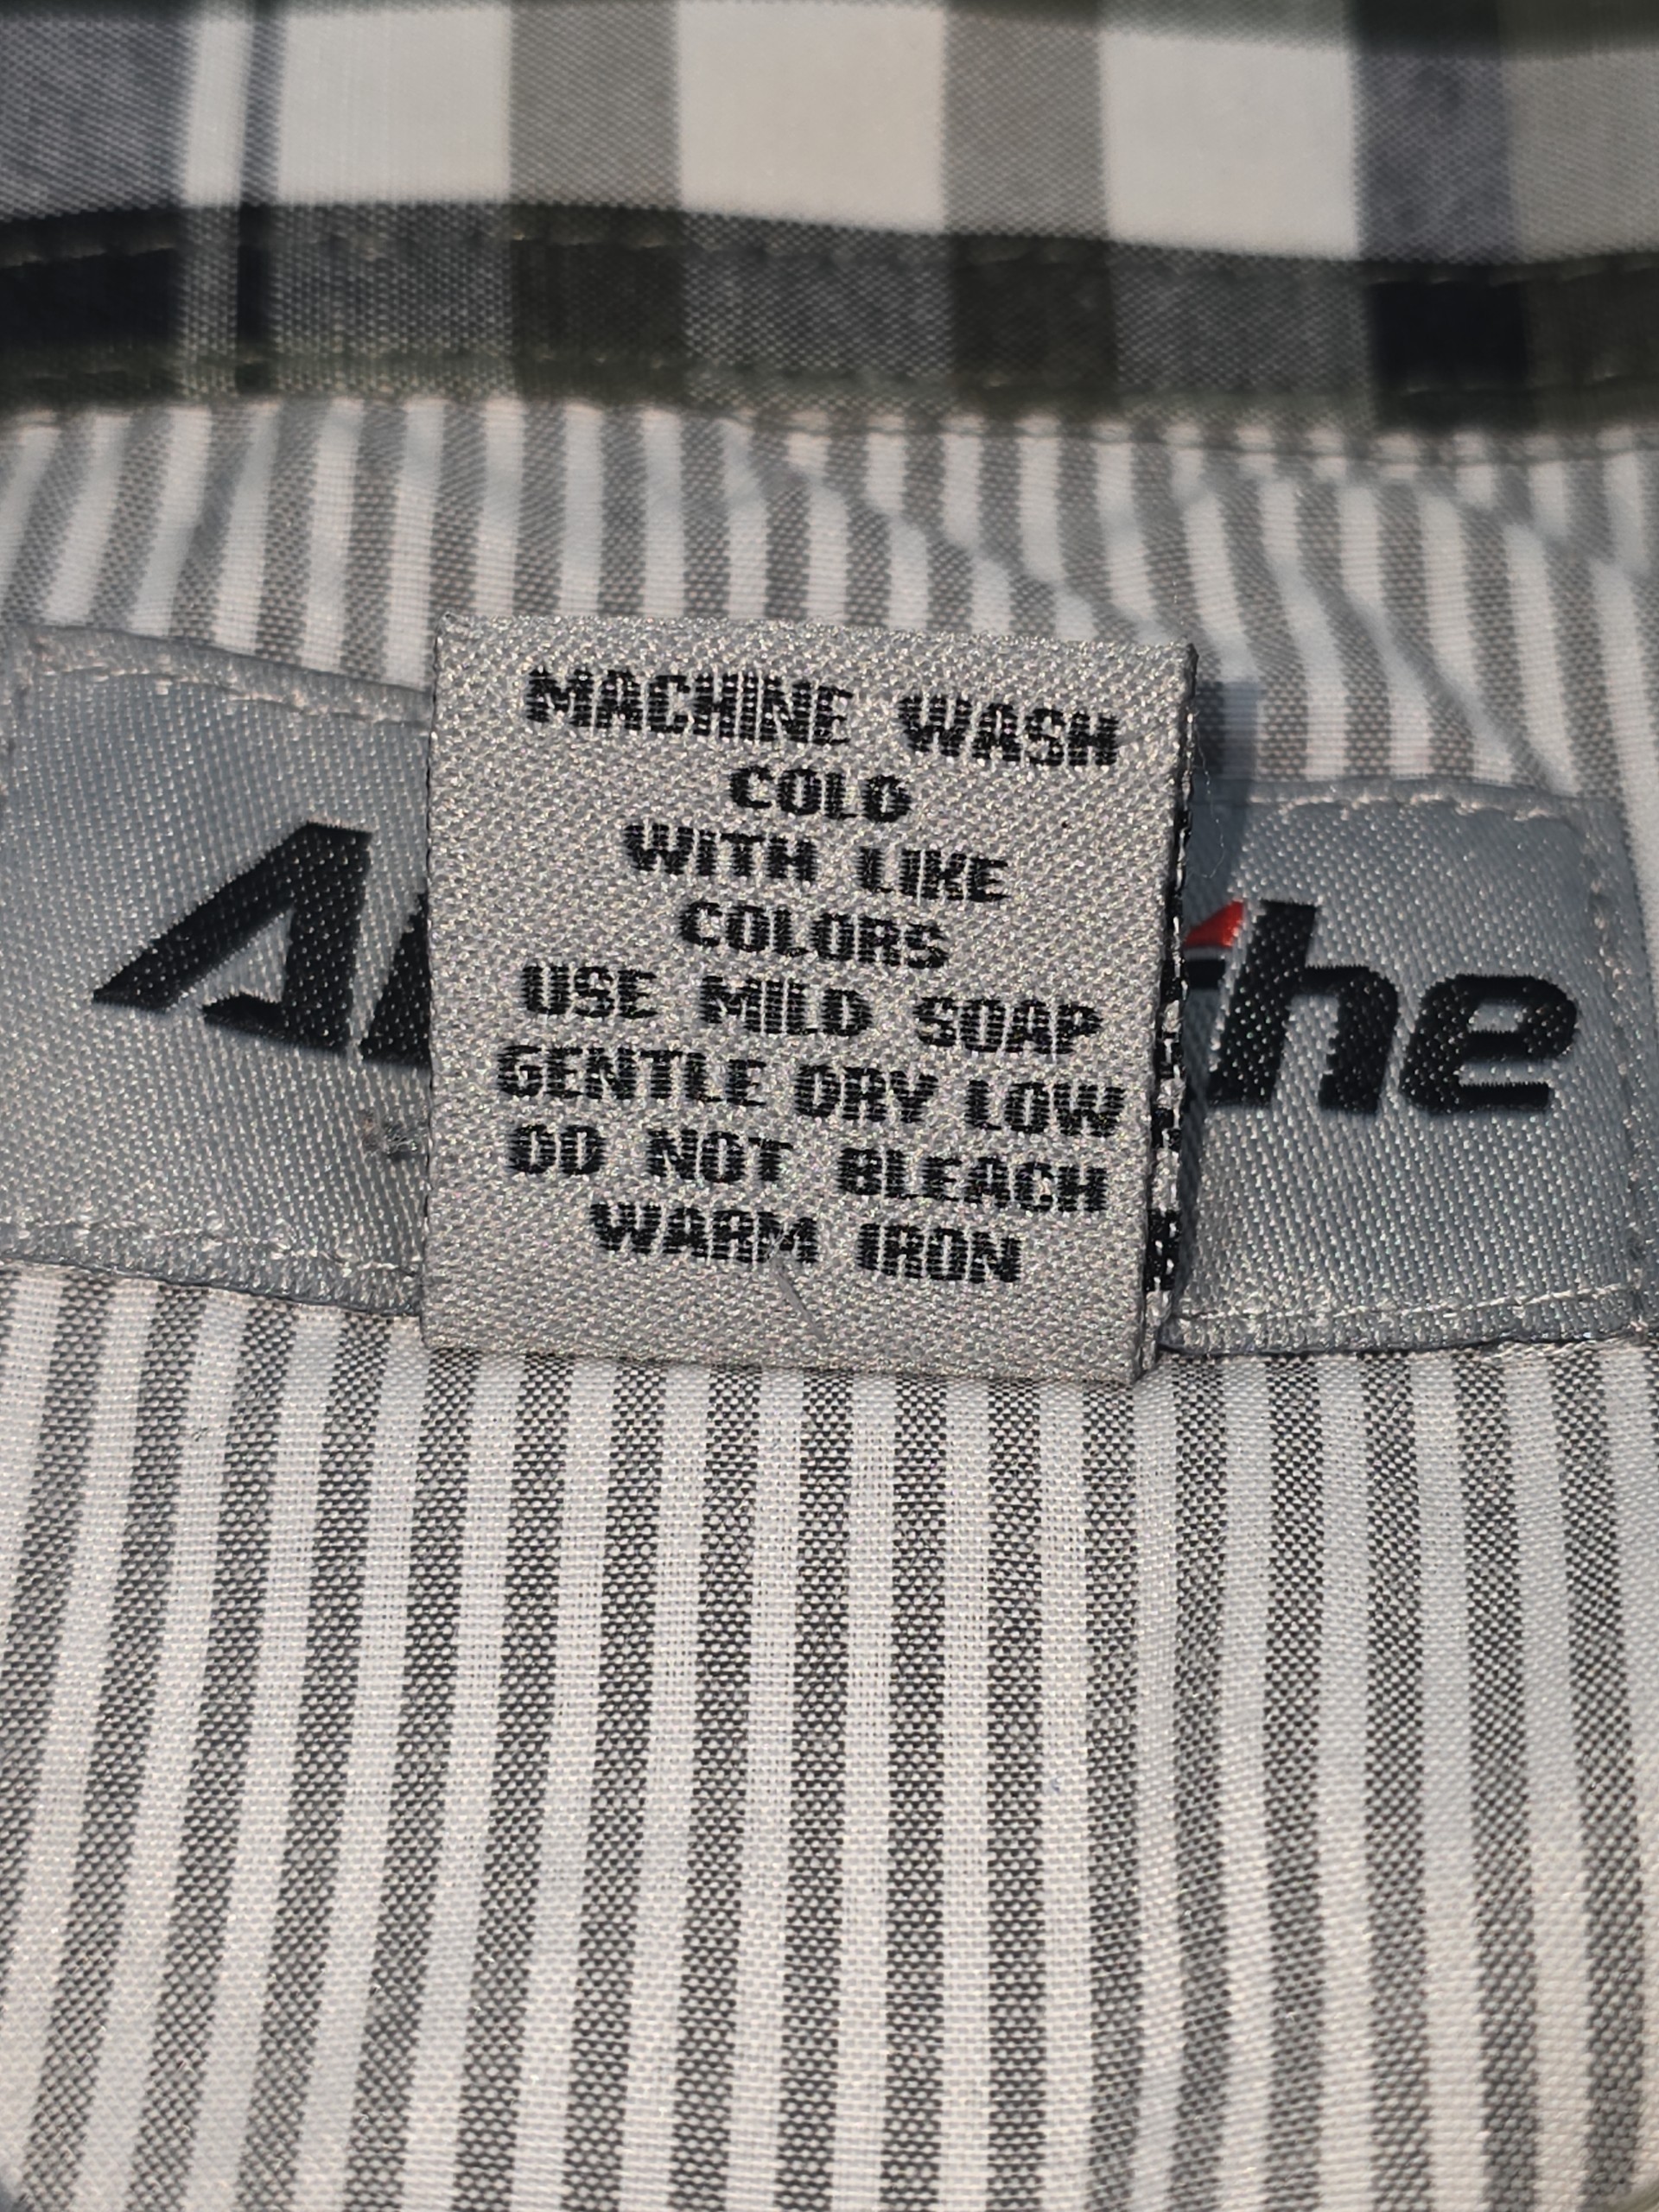 MACHINE WASH
COLD
WITH LIKE
COLORS
USE MILD SOAP
GENTLE DRY LOW
DO NOT BLEACH
WARM IRON